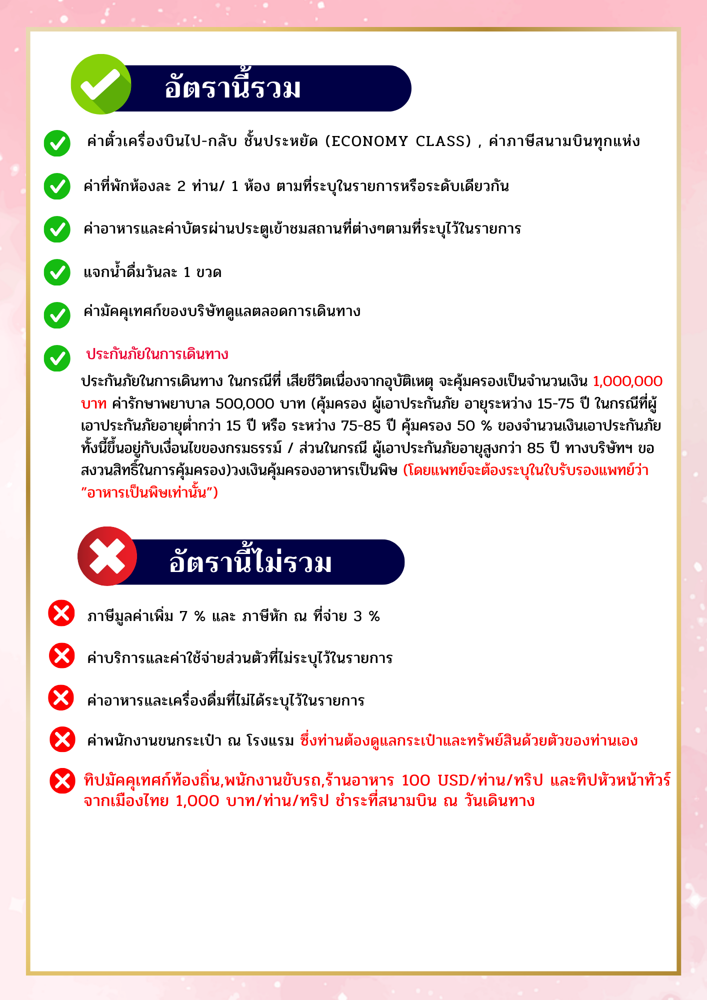 อัตรานี้รวม
ค่าตั๋วเครื่องบินไป-กลับ ชั้นประหยัด (ECONOMY CLASS) , ค่าภาษีสนามบินทุกแห่ง
ค่าที่พักห้องละ 2 ท่าน/ 1 ห้อง ตามที่ระบุในรายการหรือระดับเดียวกัน
ค่าอาหารและค่าบัตรผ่านประตูเข้าชมสถานที่ต่างๆตามที่ระบุไว้ในรายการ
แจกน้ำดื่มวันละ 1 ขวด
ค่ามัคคุเทศก์ของบริษัทดูแลตลอดการเดินทาง
ประกันภัยในการเดินทาง
ประกันภัยในการเดินทาง ในกรณีที่ เสียชีวิตเนื่องจากอุบัติเหตุ จะคุ้มครองเป็นจำนวนเงิน 1,000,000
บาท ค่ารักษาพยาบาล 500,000 บาท (คุ้มครอง ผู้เอาประกันภัย อายุระหว่าง 15-75 ปี ในกรณีที่ผู้
เอาประกันภัยอายุต่ำกว่า 15 ปี หรือ ระหว่าง 75-85 ปี คุ้มครอง 50 % ของจำนวนเงินเอาประกันภัย
ทั้งนี้ขึ้นอยู่กับเงื่อนไขของกรมธรรม์ / ส่วนในกรณี ผู้เอาประกันภัยอายุสูงกว่า 85 ปี ทางบริษัทฯ ขอ
สงวนสิทธิ์ในการคุ้มครอง)วงเงินคุ้มครองอาหารเป็นพิษ (โดยแพทย์จะต้องระบุในใบรับรองแพทย์ว่า
”อาหารเป็นพิษเท่านั้น”)
อัตรานี้ไม่รวม
ภาษีมูลค่าเพิ่ม 7 % และ ภาษีหัก ณ ที่จ่าย 3 %
ค่าบริการและค่าใช้จ่ายส่วนตัวที่ไม่ระบุไว้ในรายการ
ค่าอาหารและเครื่องดื่มที่ไม่ได้ระบุไว้ในรายการ
ค่าพนักงานขนกระเป๋า ณ โรงแรม ซึ่งท่านต้องดูแลกระเป๋าและทรัพย์สินด้วยตัวของท่านเอง
ทิปมัคคุเทศก์ท้องถิ่น,พนักงานขับรถ,ร้านอาหาร 100 USD/ท่าน/ทริป และทิปหัวหน้าทัวร์
จากเมืองไทย 1,000 บาท/ท่าน/ทริป ชำระที่สนามบิน ณ วันเดินทาง